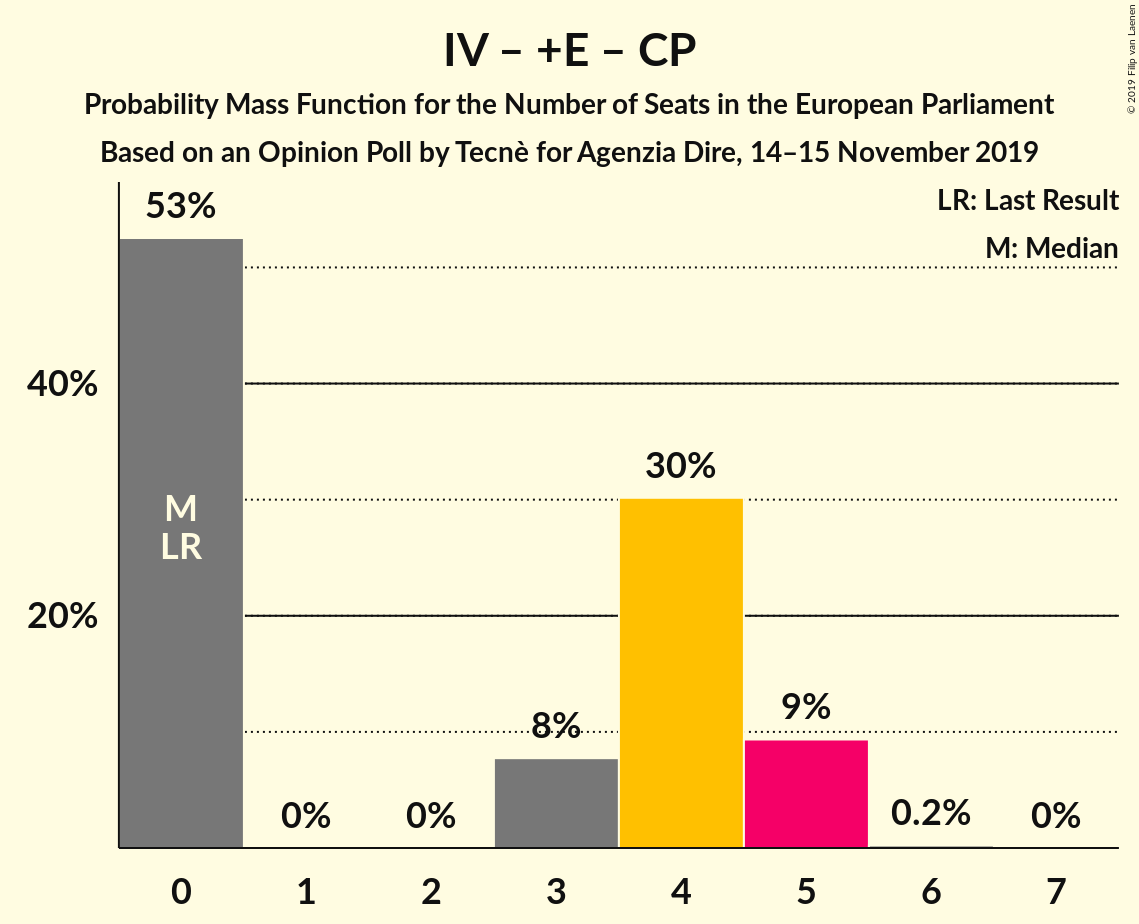 IV – +E – CP
Probability Mass Function for the Number of Seats in the European Parliament
Based on an Opinion Poll by Tecnè for Agenzia Dire, 14–15 November 2019
© 2019 Filip van Laenen
LR: Last Result
M: Median
53%
40%
30%
20%
M
LR
8%
9%
0%
0%
0.2%
0%
0
1
2
3
4
5
6
7